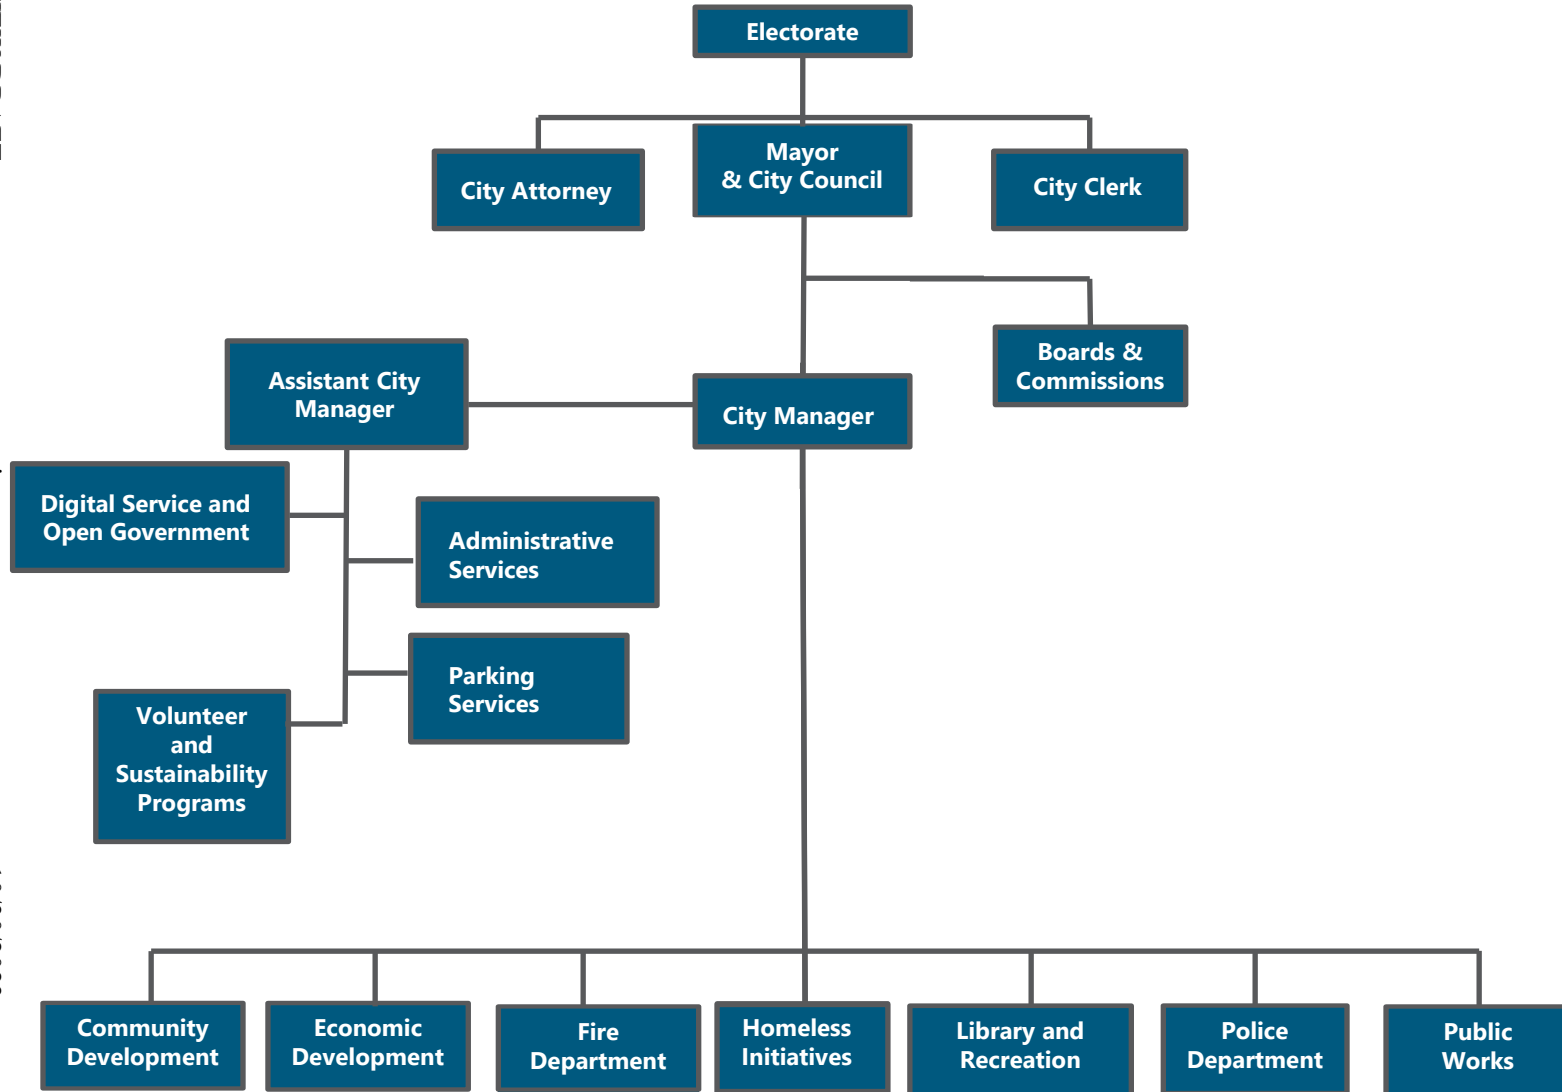 Electorate
City Attorney
Mayor
& City Council
City Clerk
Boards &
Commissions
Assistant City
Manager
City Manager
Digital Service and
Open Government
Administrative
Services
Parking
Services
Volunteer
and
Sustainability
Programs
Community
Development
Economic
Development
Fire
Department
Homeless
Initiatives
Library and
Recreation
Police
Department
Public
Works